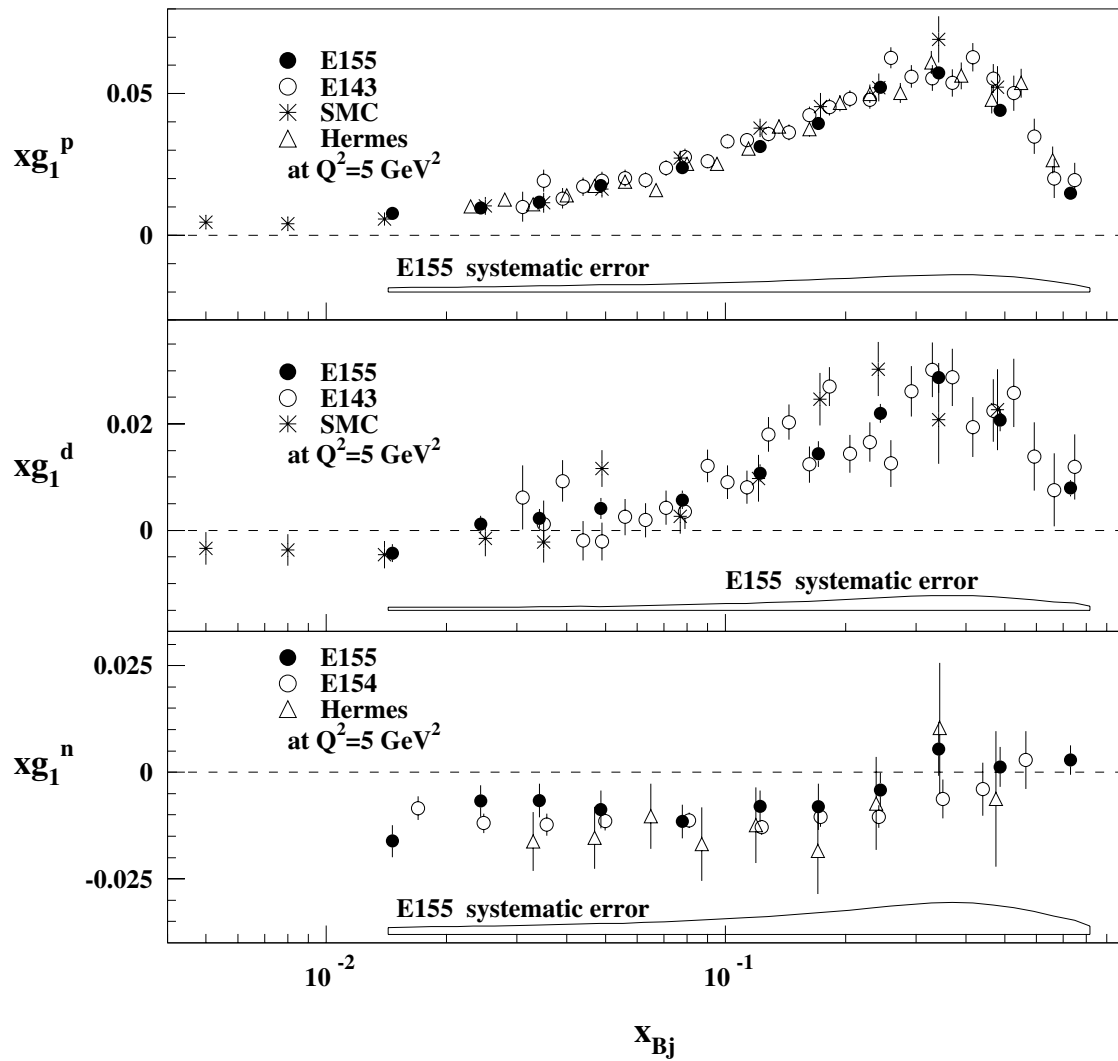 E155
E143
SMC
Hermes
at Q²=5 GeV²
0.05
xg₁ᵖ
0
E155 systematic error
E155
E143
SMC
at Q²=5 GeV²
0.02
xg₁ᵈ
0
E155 systematic error
E155
E154
Hermes
at Q²=5 GeV²
0.025
xg₁ⁿ
0
-0.025
E155 systematic error
10⁻² 10⁻¹
x_Bj